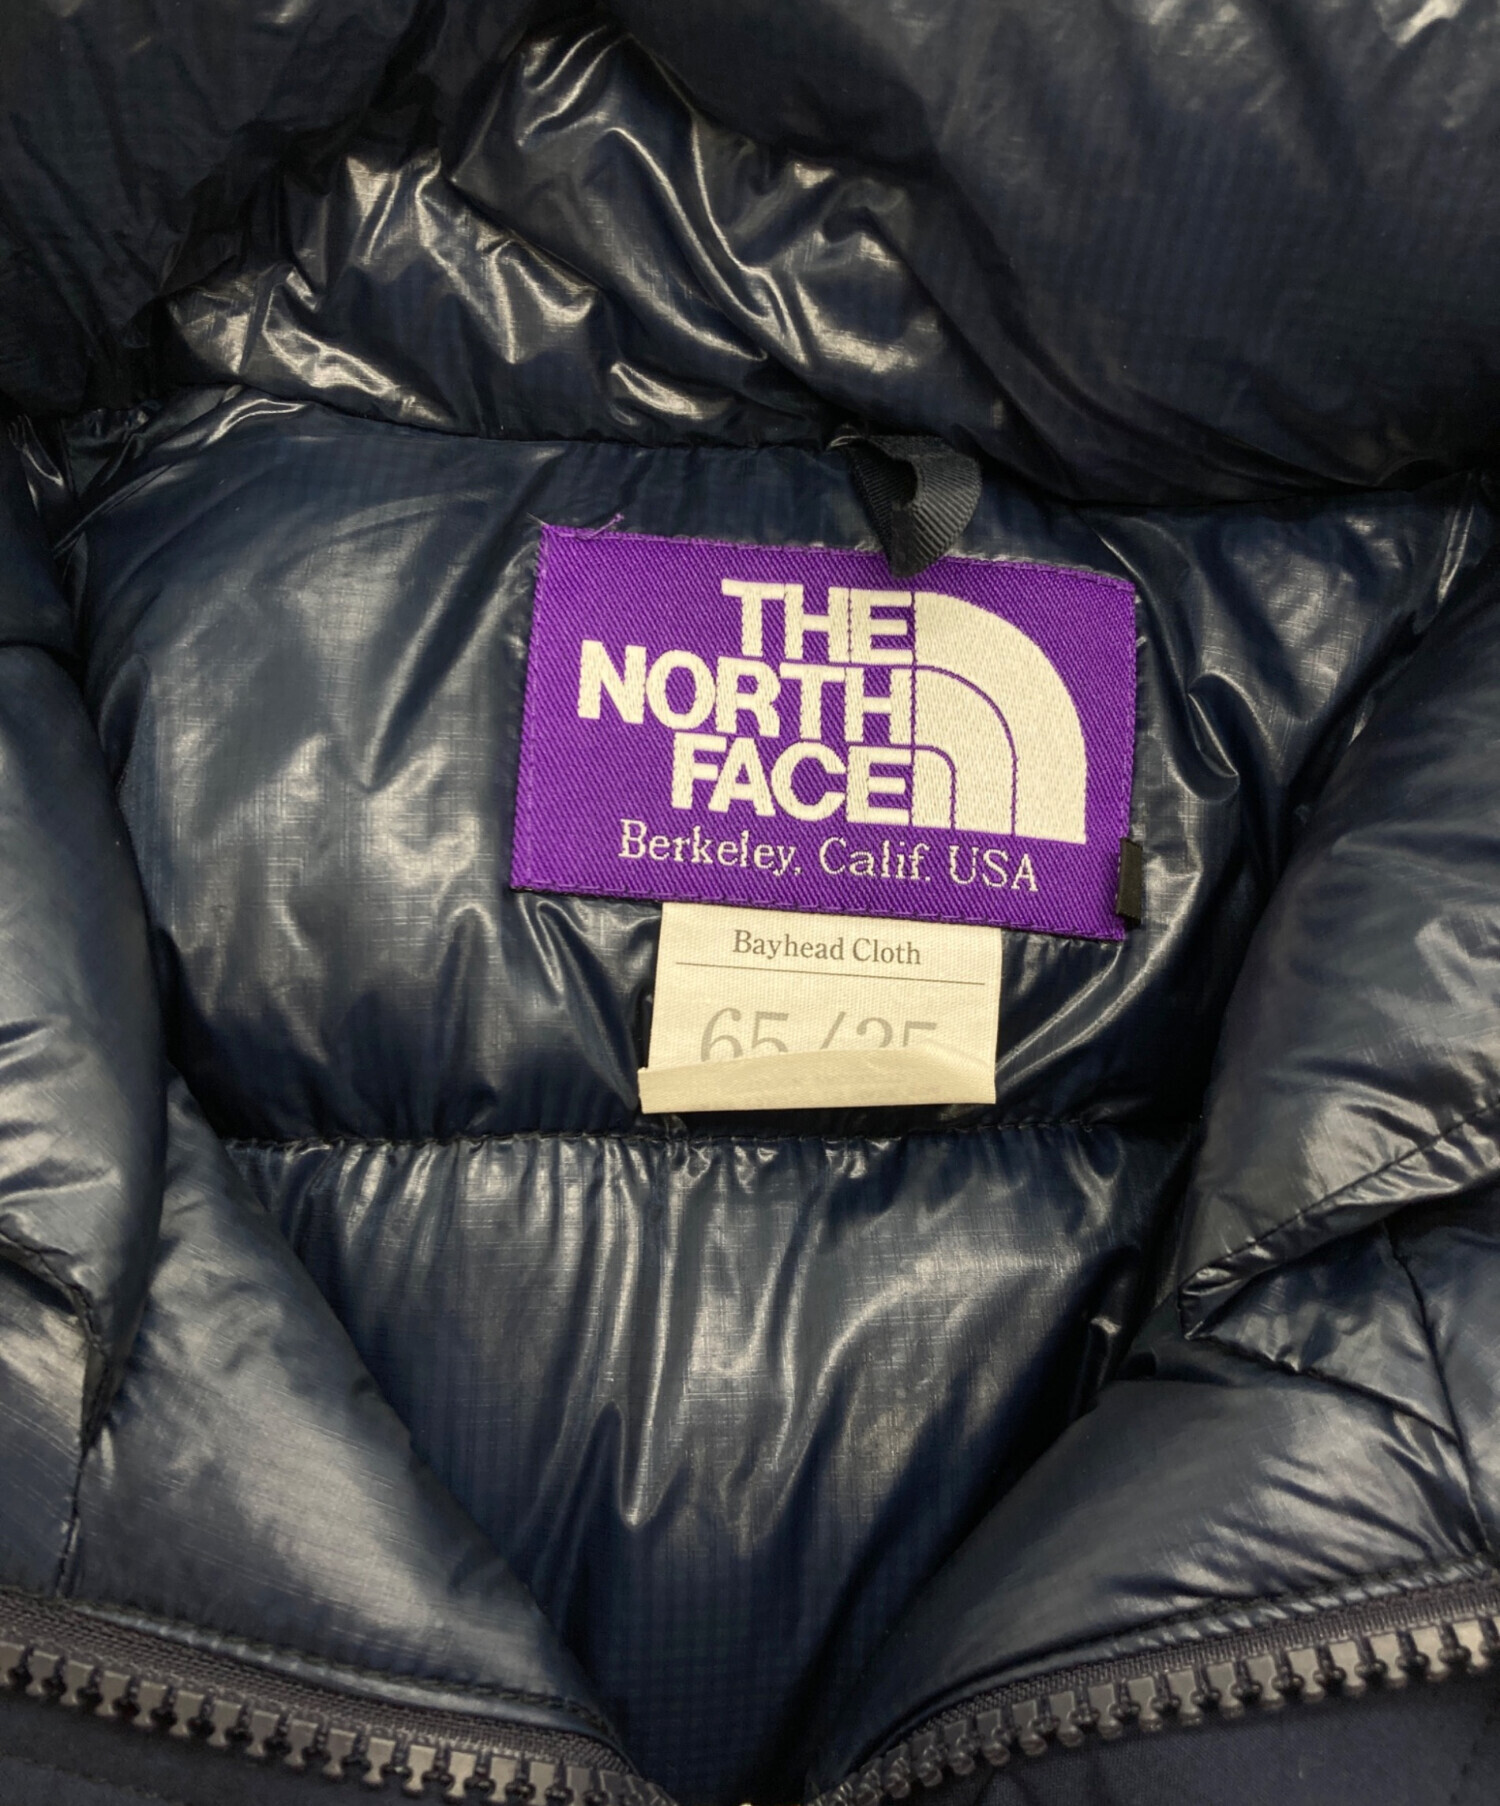 THE
NORTH
FACE
Berkeley, Calif. USA
Bayhead Cloth
65/35